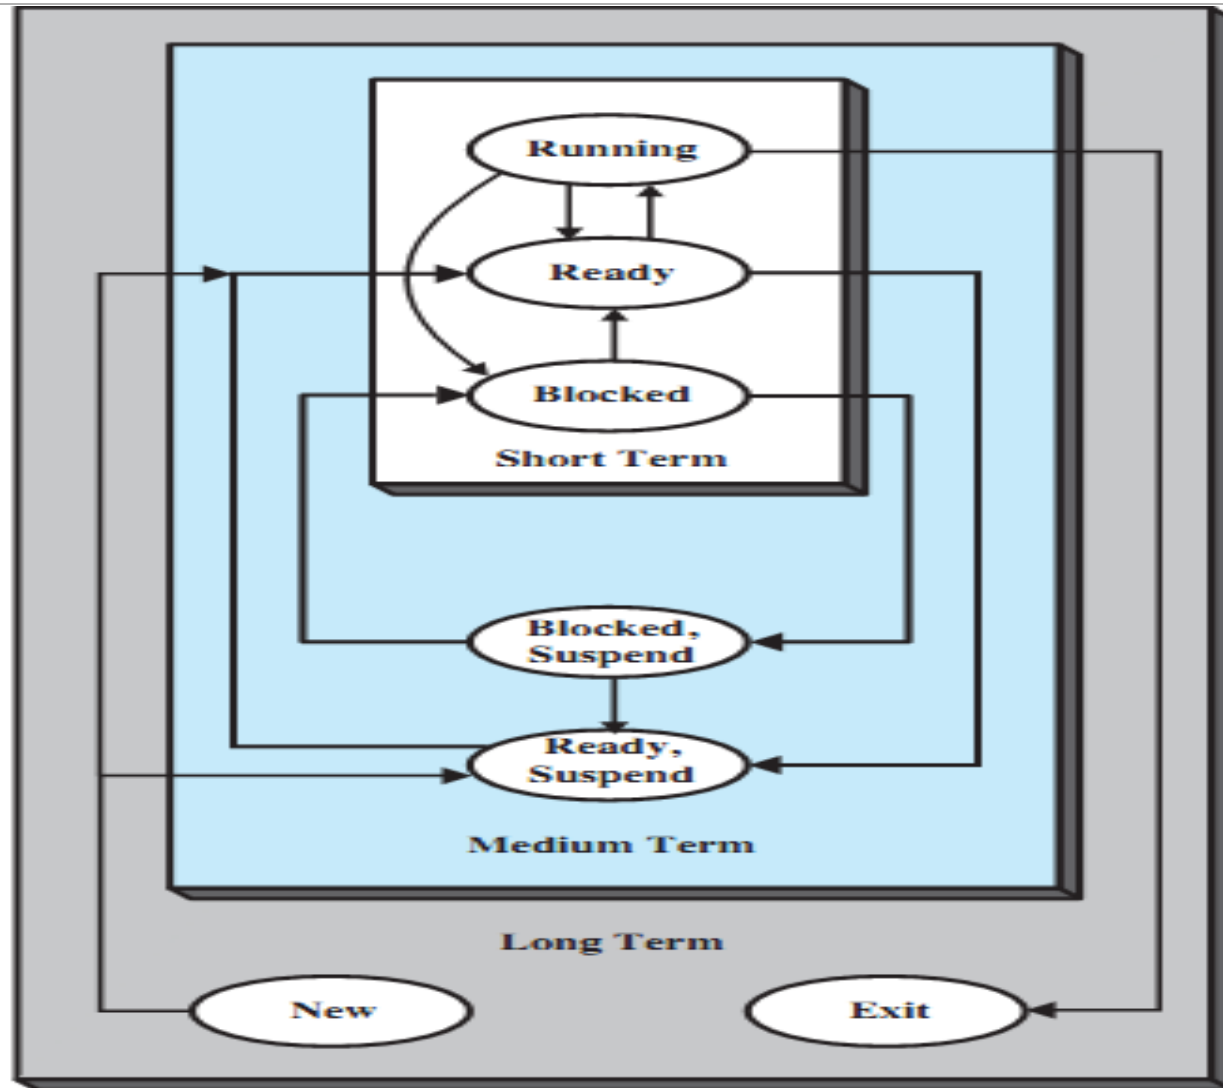 Running
Ready
Blocked
Short Term
Blocked,
Suspend
Ready,
Suspend
Medium Term
Long Term
New
Exit